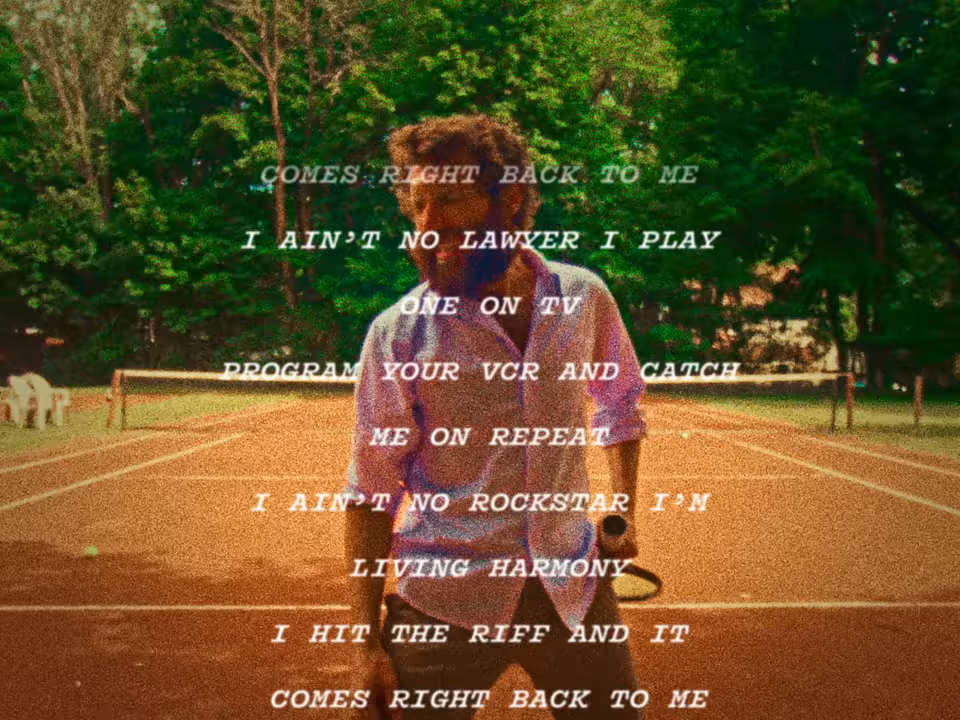 COMES RIGHT BACK TO ME
I AIN'T NO LAWYER I PLAY
ONE ON TV
PROGRAM YOUR VCR AND CATCH
ME ON REPEAT
I AIN'T NO ROCKSTAR I'M
LIVING HARMONY
I HIT THE RIFF AND IT
COMES RIGHT BACK TO ME